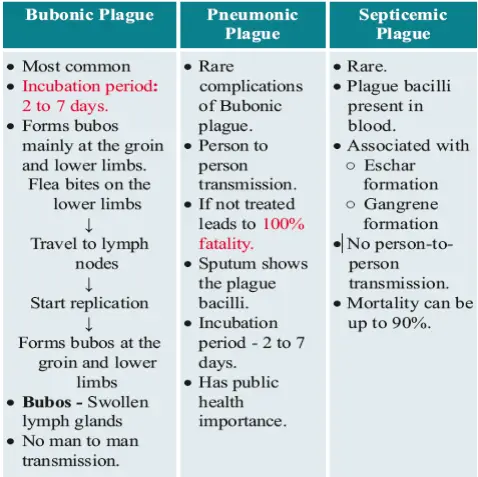 Bubonic Plague
Pneumonic
Plague
Septicemic
Plague
• Most common
• Incubation period:
2 to 7 days.
• Forms bubos
mainly at the groin
and lower limbs.
Flea bites on the
lower limbs
↓
Travel to lymph
nodes
↓
Start replication
↓
Forms bubos at the
groin and lower
limbs
• Bubos - Swollen
lymph glands
• No man to man
transmission.
• Rare
complications
of Bubonic
plague.
• Person to
person
transmission.
• If not treated
leads to 100%
fatality.
• Sputum shows
the plague
bacilli.
• Incubation
period - 2 to 7
days.
• Has public
health
importance.
• Rare.
• Plague bacilli
present in
blood.
• Associated with
○ Eschar
formation
○ Gangrene
formation
• No person-to-
person
transmission.
• Mortality can be
up to 90%.